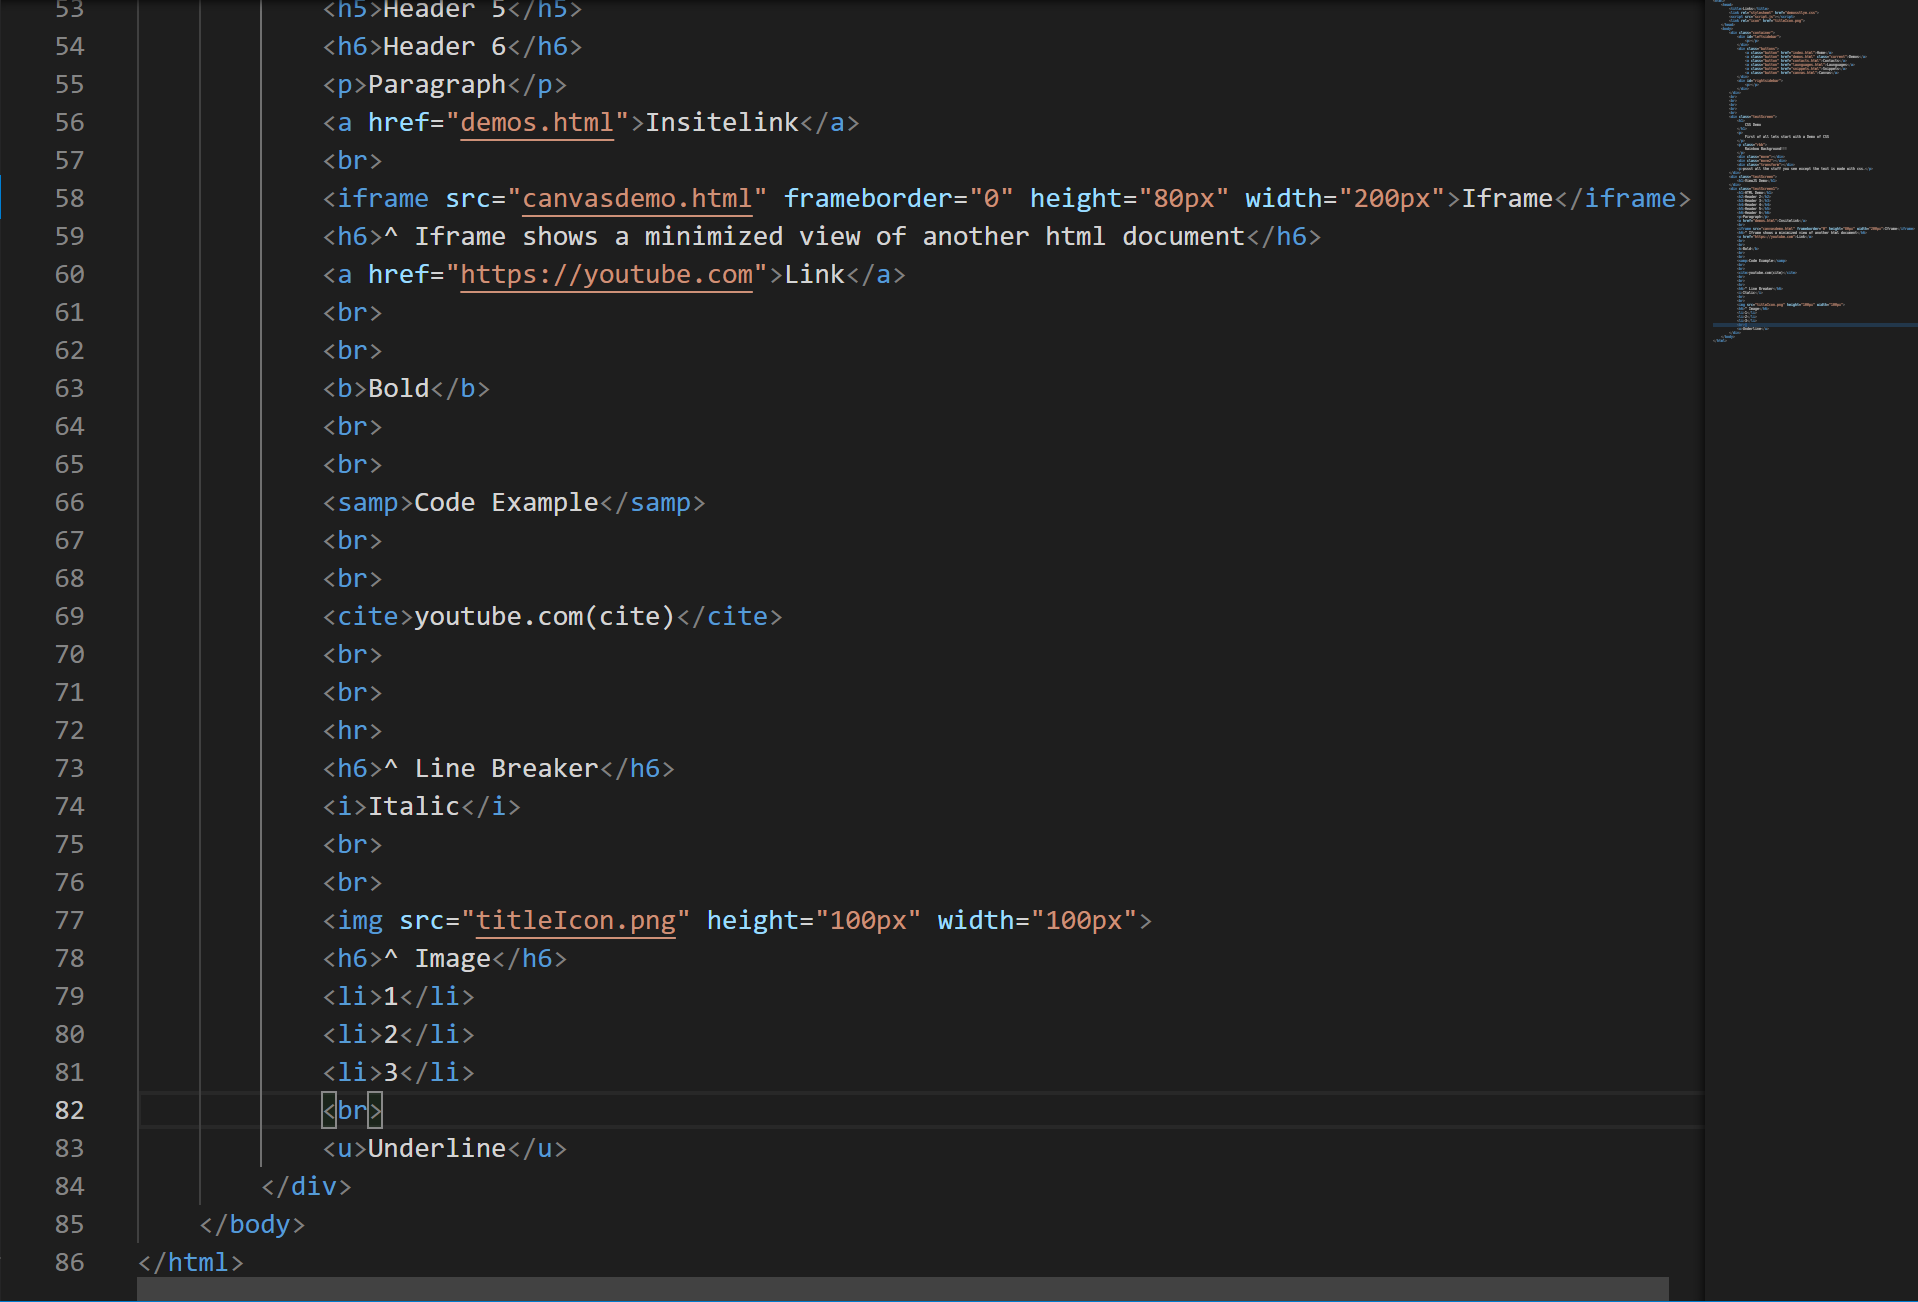 53 <h5>Header 5</h5>
54 <h6>Header 6</h6>
55 <p>Paragraph</p>
56 <a href="demos.html">Insitelink</a>
57 <br>
58 <iframe src="canvasdemo.html" frameborder="0" height="80px" width="200px">Iframe</iframe>
59 <h6>^ Iframe shows a minimized view of another html document</h6>
60 <a href="https://youtube.com">Link</a>
61 <br>
62 <br>
63 <b>Bold</b>
64 <br>
65 <br>
66 <samp>Code Example</samp>
67 <br>
68 <br>
69 <cite>youtube.com(cite)</cite>
70 <br>
71 <br>
72 <hr>
73 <h6>^ Line Breaker</h6>
74 <i>Italic</i>
75 <br>
76 <br>
77 <img src="titleIcon.png" height="100px" width="100px">
78 <h6>^ Image</h6>
79 <li>1</li>
80 <li>2</li>
81 <li>3</li>
82 <br>
83 <u>Underline</u>
84 </div>
85 </body>
86 </html>